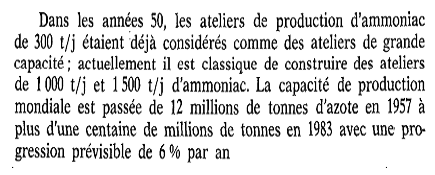 Dans les années 50, les ateliers de production d'ammoniac
de 300 t/j étaient déjà considérés comme des ateliers de grande
capacité ; actuellement il est classique de construire des ateliers
de 1 000 t/j et 1 500 t/j d'ammoniac. La capacité de production
mondiale est passée de 12 millions de tonnes d'azote en 1957 à
plus d'une centaine de millions de tonnes en 1983 avec une pro-
gression prévisible de 6 % par an